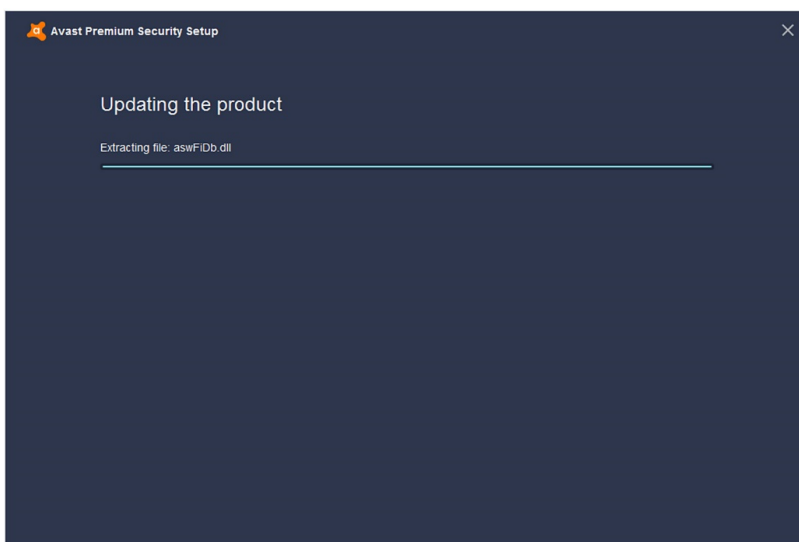 Avast Premium Security Setup
Updating the product
Extracting file: aswFiDb.dll